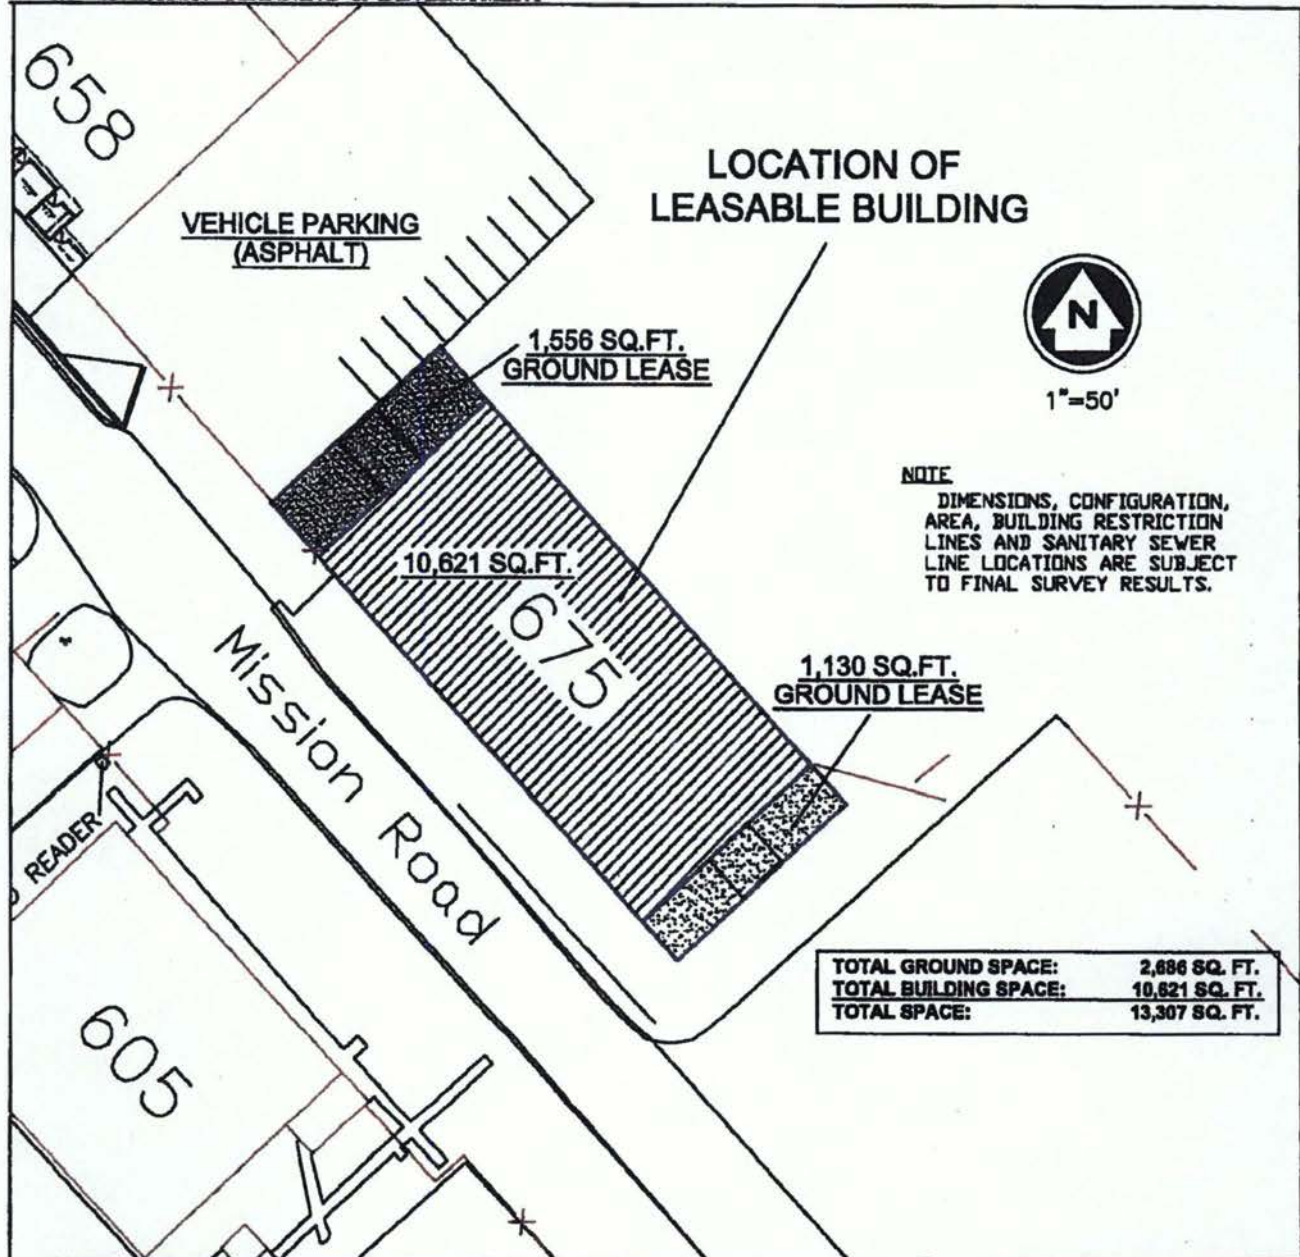 658
VEHICLE PARKING
(ASPHALT)
LOCATION OF
LEASABLE BUILDING
N
1"=50'
1,556 SQ.FT.
GROUND LEASE
NOTE
DIMENSIONS, CONFIGURATION,
AREA, BUILDING RESTRICTION
LINES AND SANITARY SEWER
LINE LOCATIONS ARE SUBJECT
TO FINAL SURVEY RESULTS.
10,621 SQ.FT.
675
Mission Road
1,130 SQ.FT.
GROUND LEASE
READER
605
TOTAL GROUND SPACE: 2,686 SQ. FT.
TOTAL BUILDING SPACE: 10,621 SQ. FT.
TOTAL SPACE: 13,307 SQ. FT.